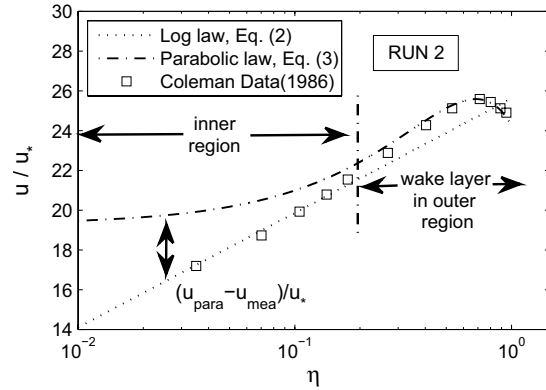 Log law, Eq. (2)
Parabolic law, Eq. (3)
Coleman Data(1986)
RUN 2
inner
region
wake layer
in outer
region
(u_para−u_mea)/u_*
u / u_*
30
28
26
24
22
20
18
16
14
10^−2
10^−1
10^0
η